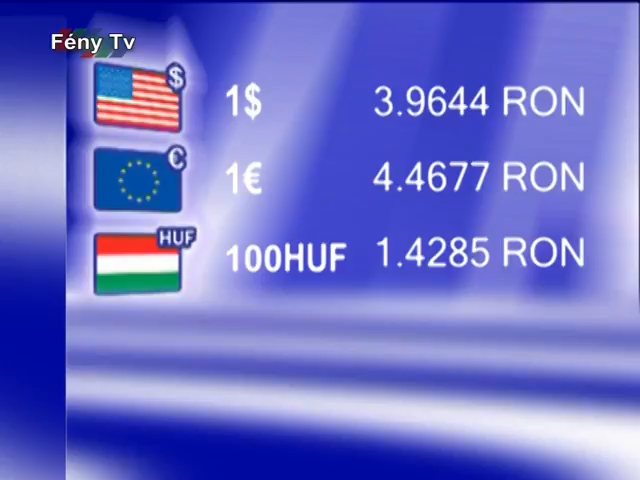 Fény Tv
$
1$ 3.9644 RON
€
1€ 4.4677 RON
HUF
100HUF 1.4285 RON